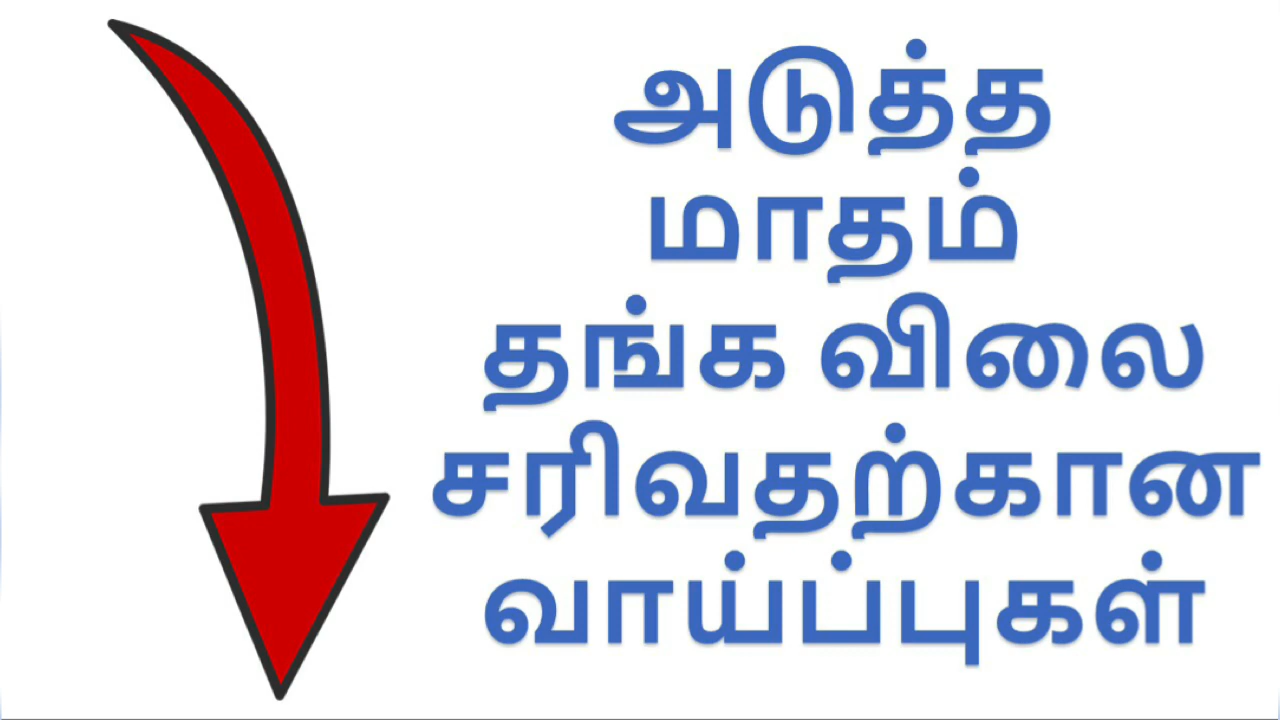 அடுத்த
மாதம்
தங்க விலை
சரிவதற்கான
வாய்ப்புகள்